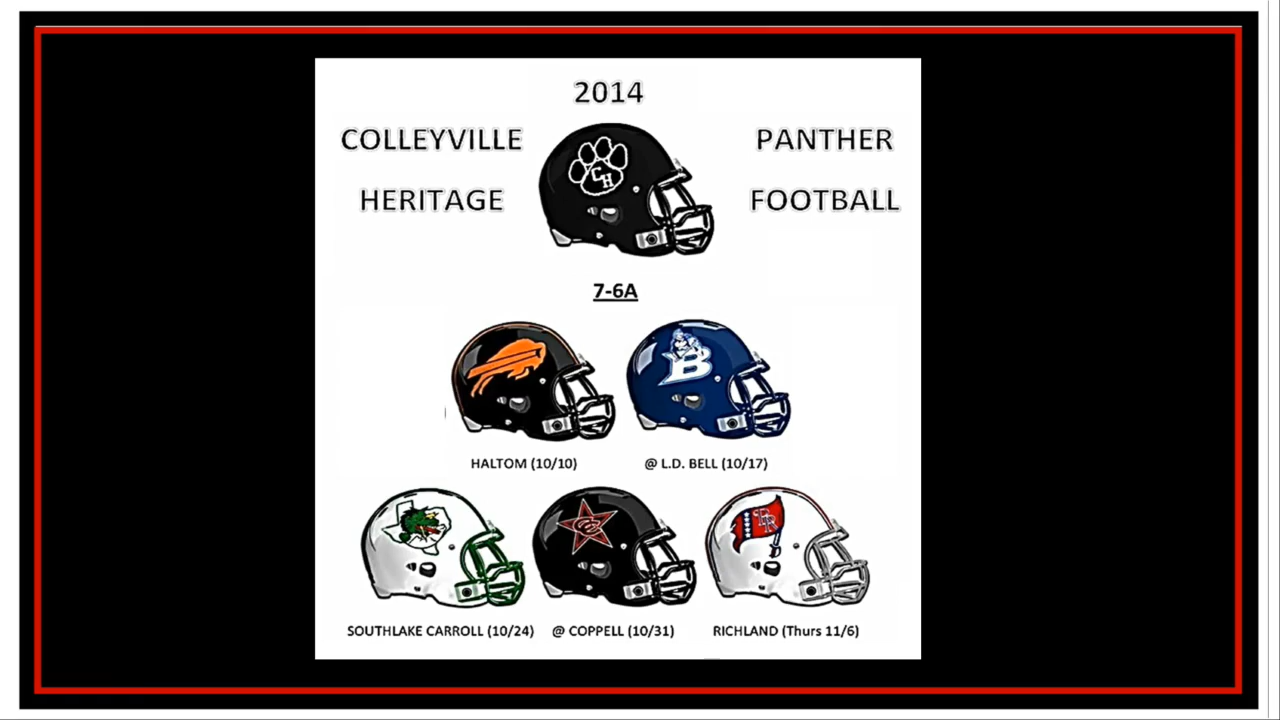 2014
COLLEYVILLE
PANTHER
HERITAGE
FOOTBALL
CH
7-6A
B
HALTOM (10/10)
@ L.D. BELL (10/17)
SOUTHLAKE CARROLL (10/24)
@ COPPELL (10/31)
RICHLAND (Thurs 11/6)